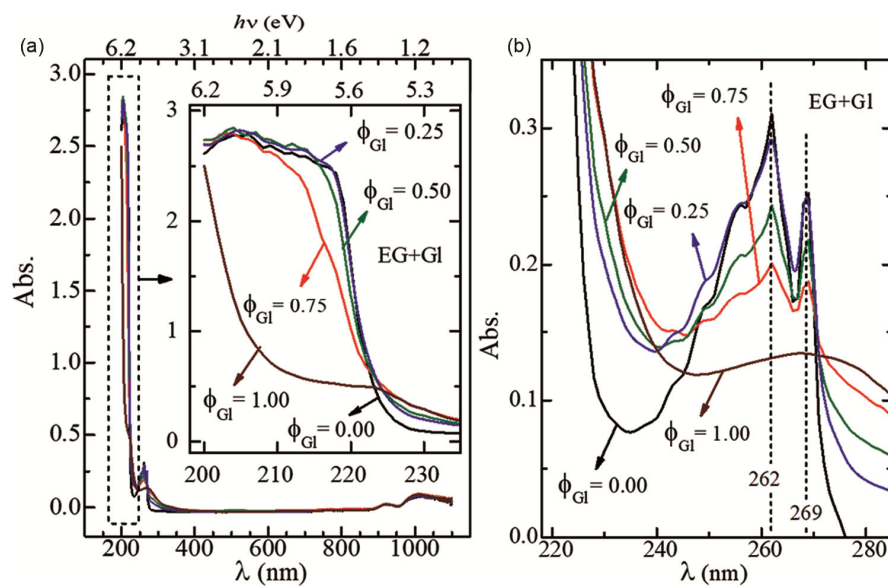 (a)
hν (eV)
6.2 3.1 2.1 1.6 1.2
6.2 5.9 5.6 5.3
3.0
2.5
2.0
1.5
1.0
0.5
0.0
Abs.
3
2
1
0
ϕGl = 0.25
ϕGl = 0.50
EG+Gl
ϕGl = 0.75
ϕGl = 1.00
ϕGl = 0.00
200 210 220 230
200 400 600 800 1000
λ (nm)
(b)
0.3
0.2
0.1
0.0
Abs.
ϕGl = 0.75
EG+Gl
ϕGl = 0.50
ϕGl = 0.25
ϕGl = 1.00
ϕGl = 0.00
262
269
220 240 260 280
λ (nm)